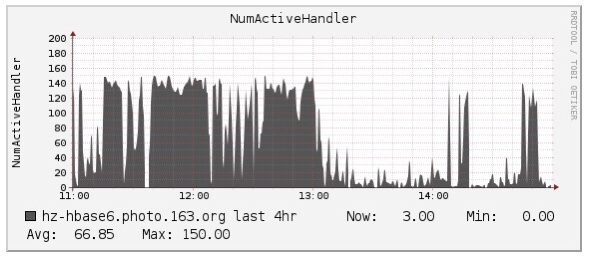 NumActiveHandler
RRDTOOL / TOBI OETIKER
NumActiveHandler
200
180
160
140
120
100
80
60
40
20
0
11:00 12:00 13:00 14:00
hz-hbase6.photo.163.org last 4hr Now: 3.00 Min: 0.00
Avg: 66.85 Max: 150.00